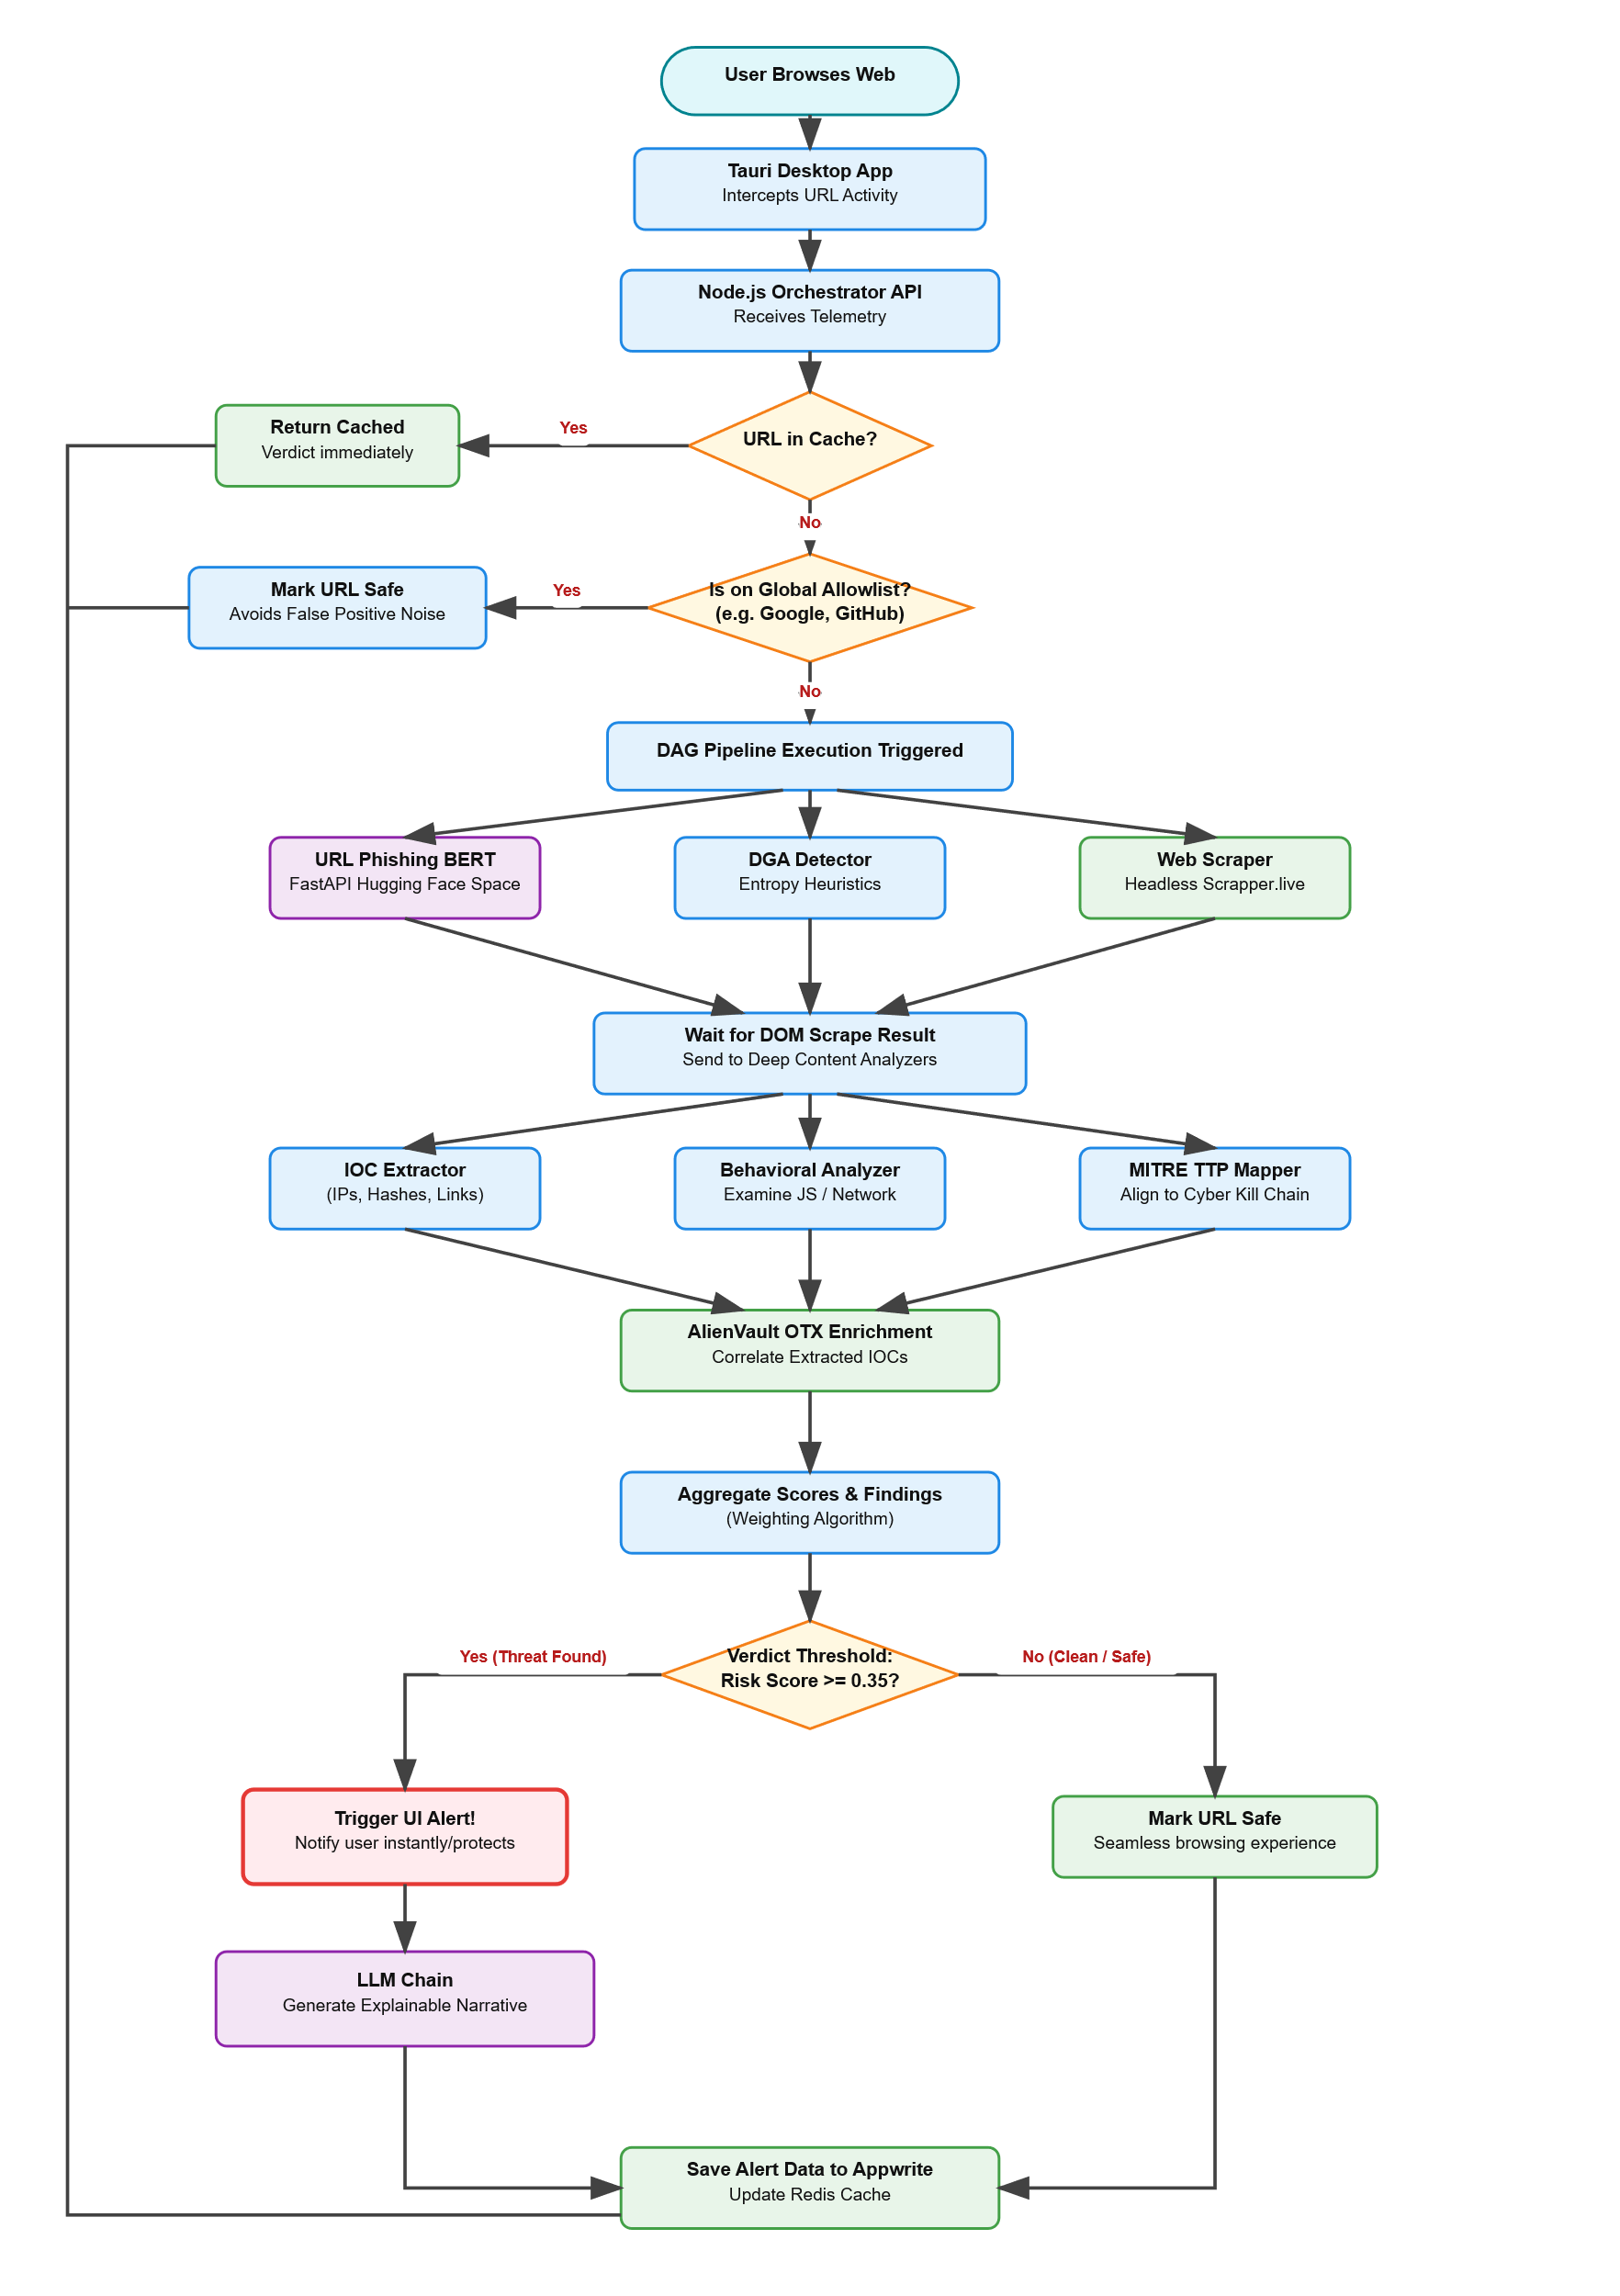 User Browses Web
Tauri Desktop App
Intercepts URL Activity
Node.js Orchestrator API
Receives Telemetry
URL in Cache?
Yes
Return Cached
Verdict immediately
No
Is on Global Allowlist?
(e.g. Google, GitHub)
Yes
Mark URL Safe
Avoids False Positive Noise
No
DAG Pipeline Execution Triggered
URL Phishing BERT
FastAPI Hugging Face Space
DGA Detector
Entropy Heuristics
Web Scraper
Headless Scrapper.live
Wait for DOM Scrape Result
Send to Deep Content Analyzers
IOC Extractor
(IPs, Hashes, Links)
Behavioral Analyzer
Examine JS / Network
MITRE TTP Mapper
Align to Cyber Kill Chain
AlienVault OTX Enrichment
Correlate Extracted IOCs
Aggregate Scores & Findings
(Weighting Algorithm)
Verdict Threshold:
Risk Score >= 0.35?
Yes (Threat Found)
No (Clean / Safe)
Trigger UI Alert!
Notify user instantly/protects
Mark URL Safe
Seamless browsing experience
LLM Chain
Generate Explainable Narrative
Save Alert Data to Appwrite
Update Redis Cache